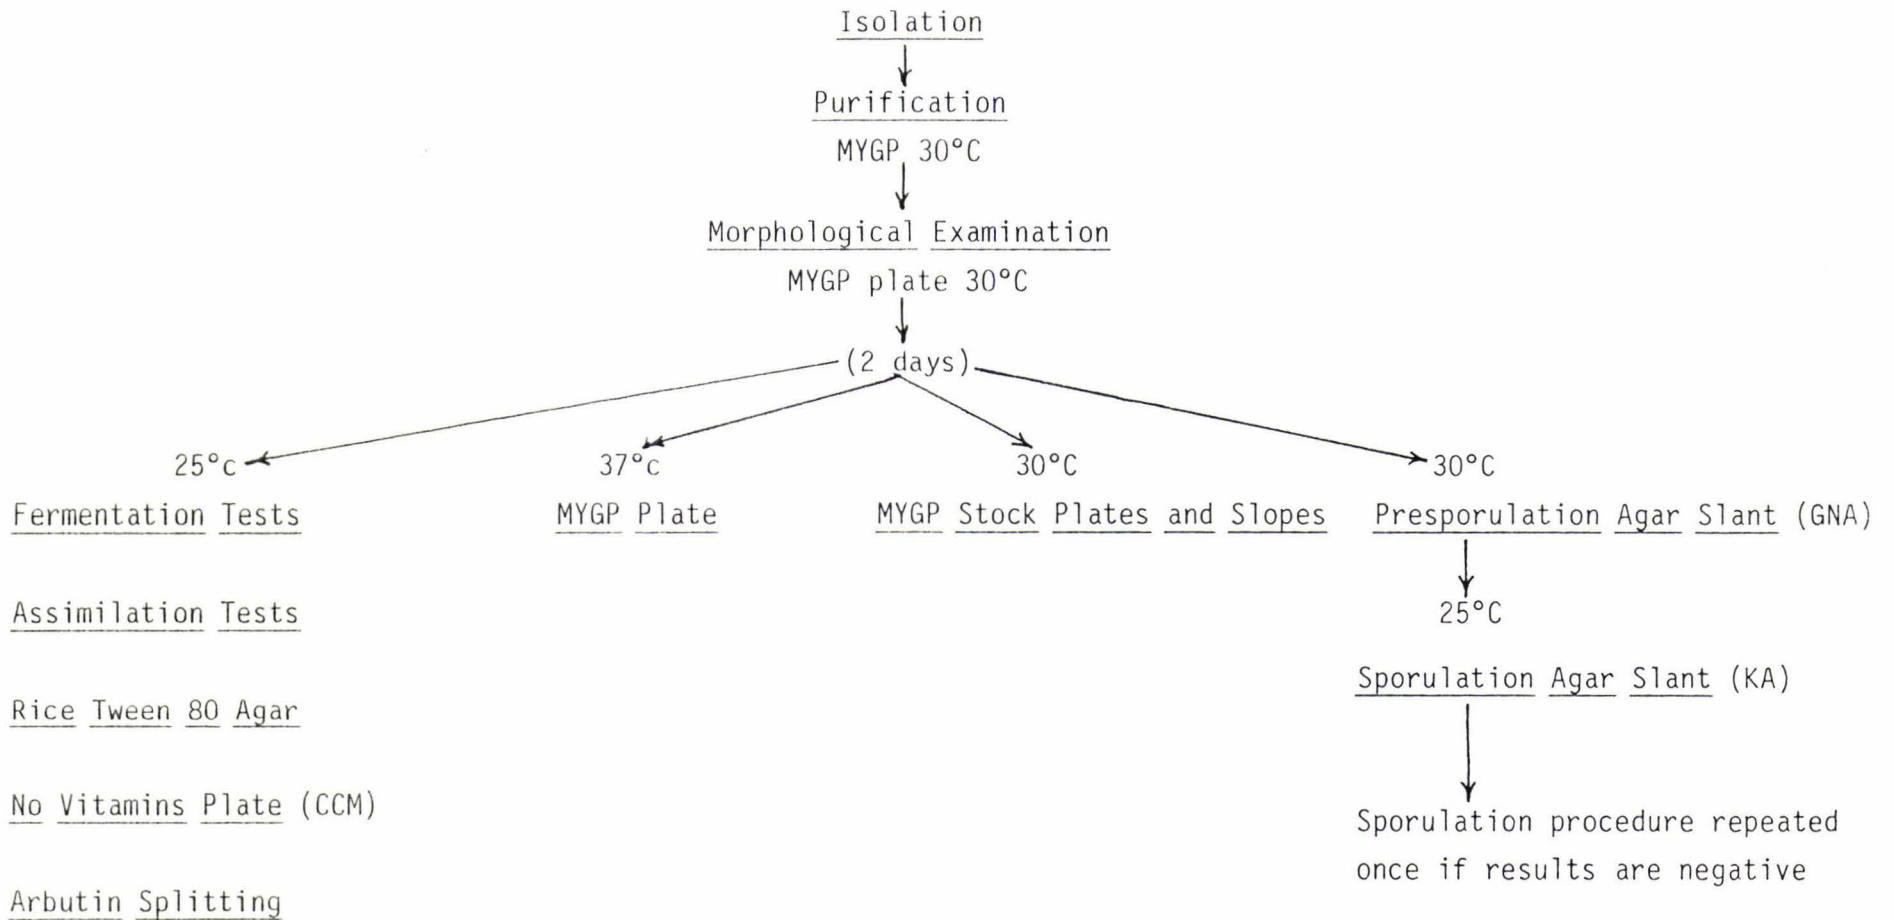 Isolation
Purification
MYGP 30°C
Morphological Examination
MYGP plate 30°C
(2 days)
25°c
37°c
30°C
30°C
Fermentation Tests
MYGP Plate
MYGP Stock Plates and Slopes
Presporulation Agar Slant (GNA)
Assimilation Tests
25°C
Sporulation Agar Slant (KA)
Rice Tween 80 Agar
No Vitamins Plate (CCM)
Sporulation procedure repeated
once if results are negative
Arbutin Splitting